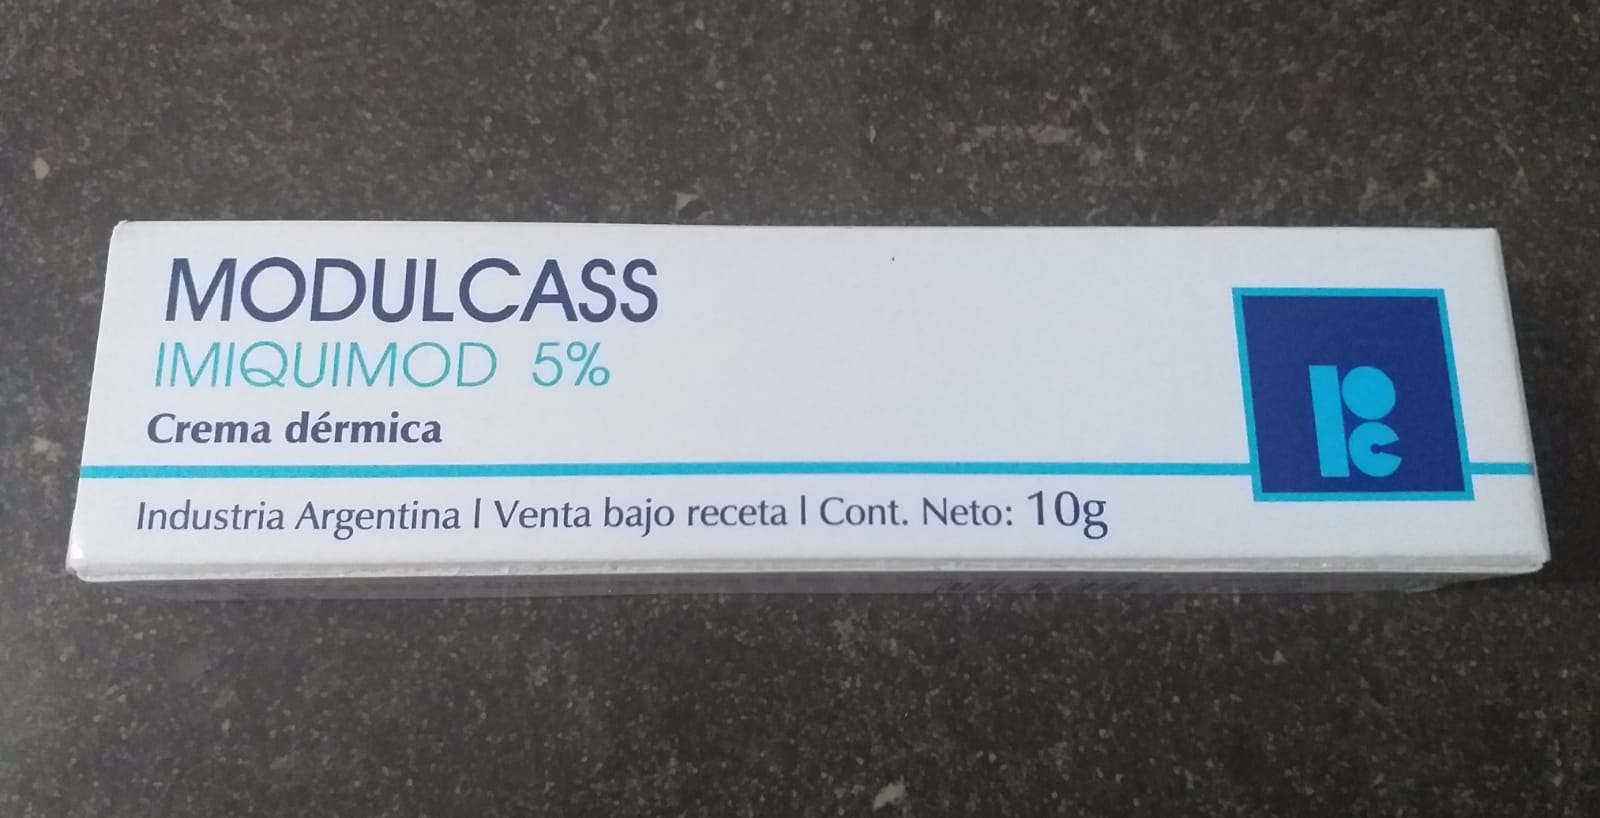 MODULCASS
IMIQUIMOD 5%
Crema dérmica
Industria Argentina | Venta bajo receta | Cont. Neto: 10g